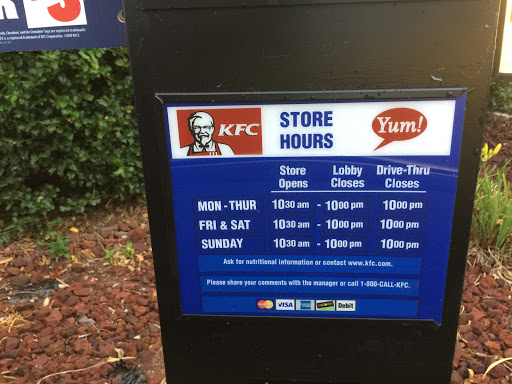 KFC
STORE
HOURS
Yum!
Store Opens Lobby Closes Drive-Thru Closes
MON - THUR 1030 am - 1000 pm 1000 pm
FRI & SAT 1030 am - 1000 pm 1000 pm
SUNDAY 1030 am - 1000 pm 1000 pm
Ask for nutritional information or contact www.kfc.com.
Please share your comments with the manager or call 1-800-CALL-KFC.
MasterCard VISA Debit